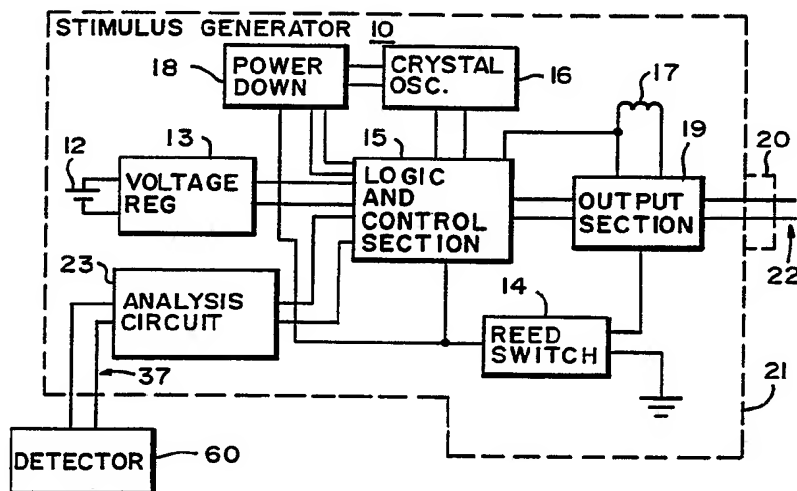 STIMULUS GENERATOR 10
18
POWER
DOWN
CRYSTAL
OSC.
16
17
12
13
VOLTAGE
REG
15
LOGIC
AND
CONTROL
SECTION
19
OUTPUT
SECTION
20
22
23
ANALYSIS
CIRCUIT
14
REED
SWITCH
37
21
DETECTOR
60